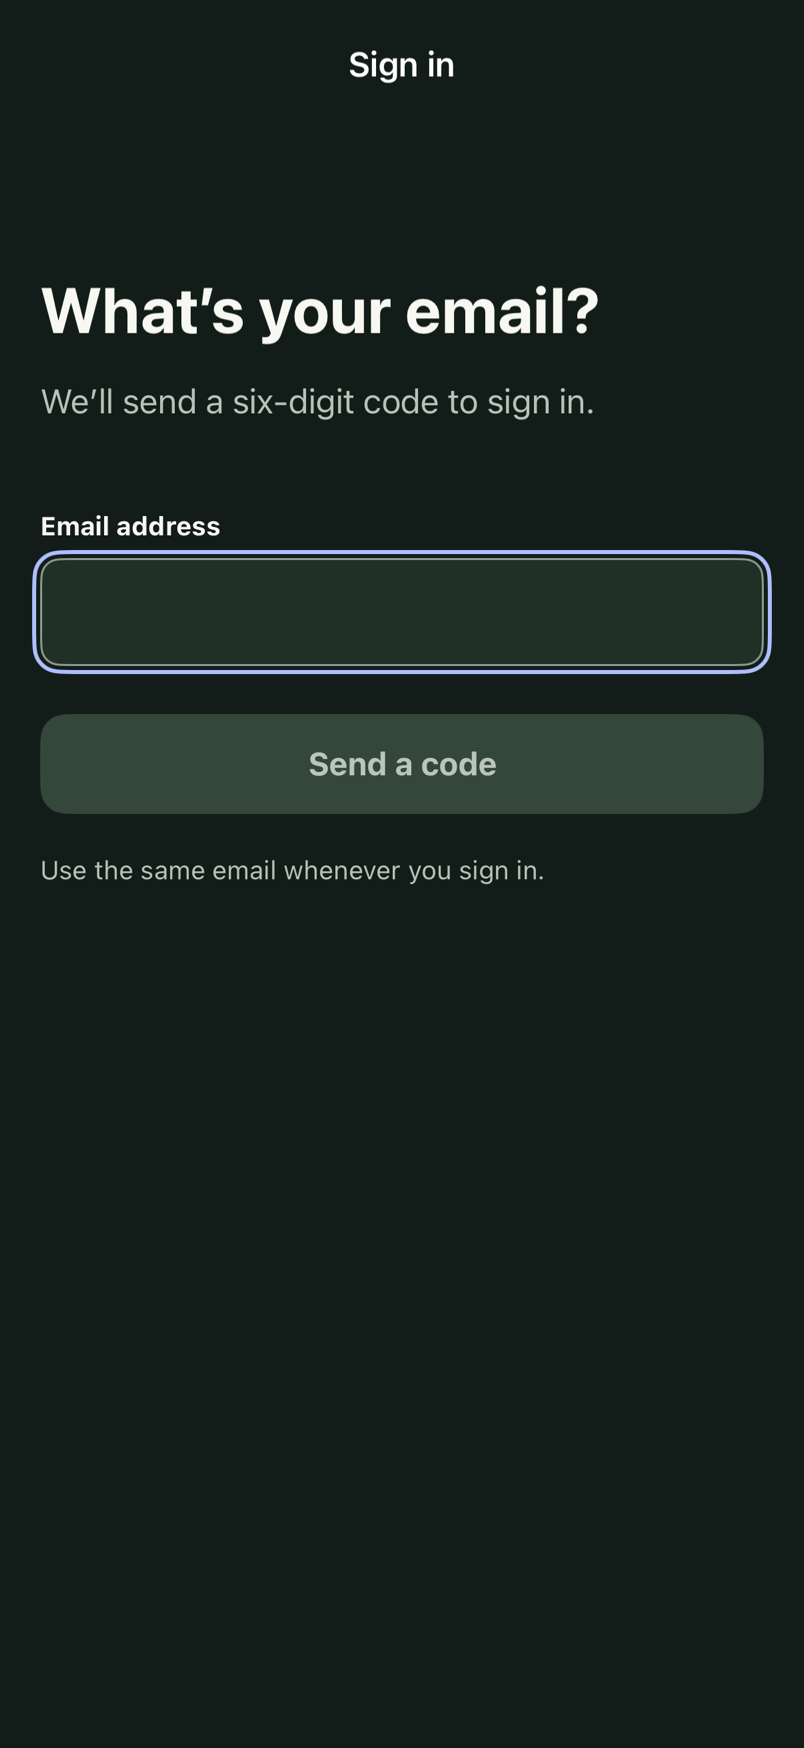 Sign in
What’s your email?
We’ll send a six-digit code to sign in.
Email address
Send a code
Use the same email whenever you sign in.